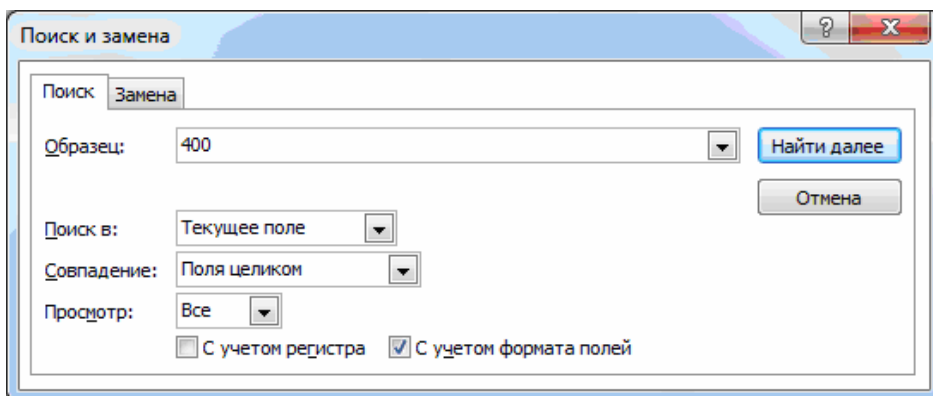 Поиск и замена
Поиск Замена
Образец: 400 Найти далее
Отмена
Поиск в: Текущее поле
Совпадение: Поля целиком
Просмотр: Все
С учетом регистра С учетом формата полей